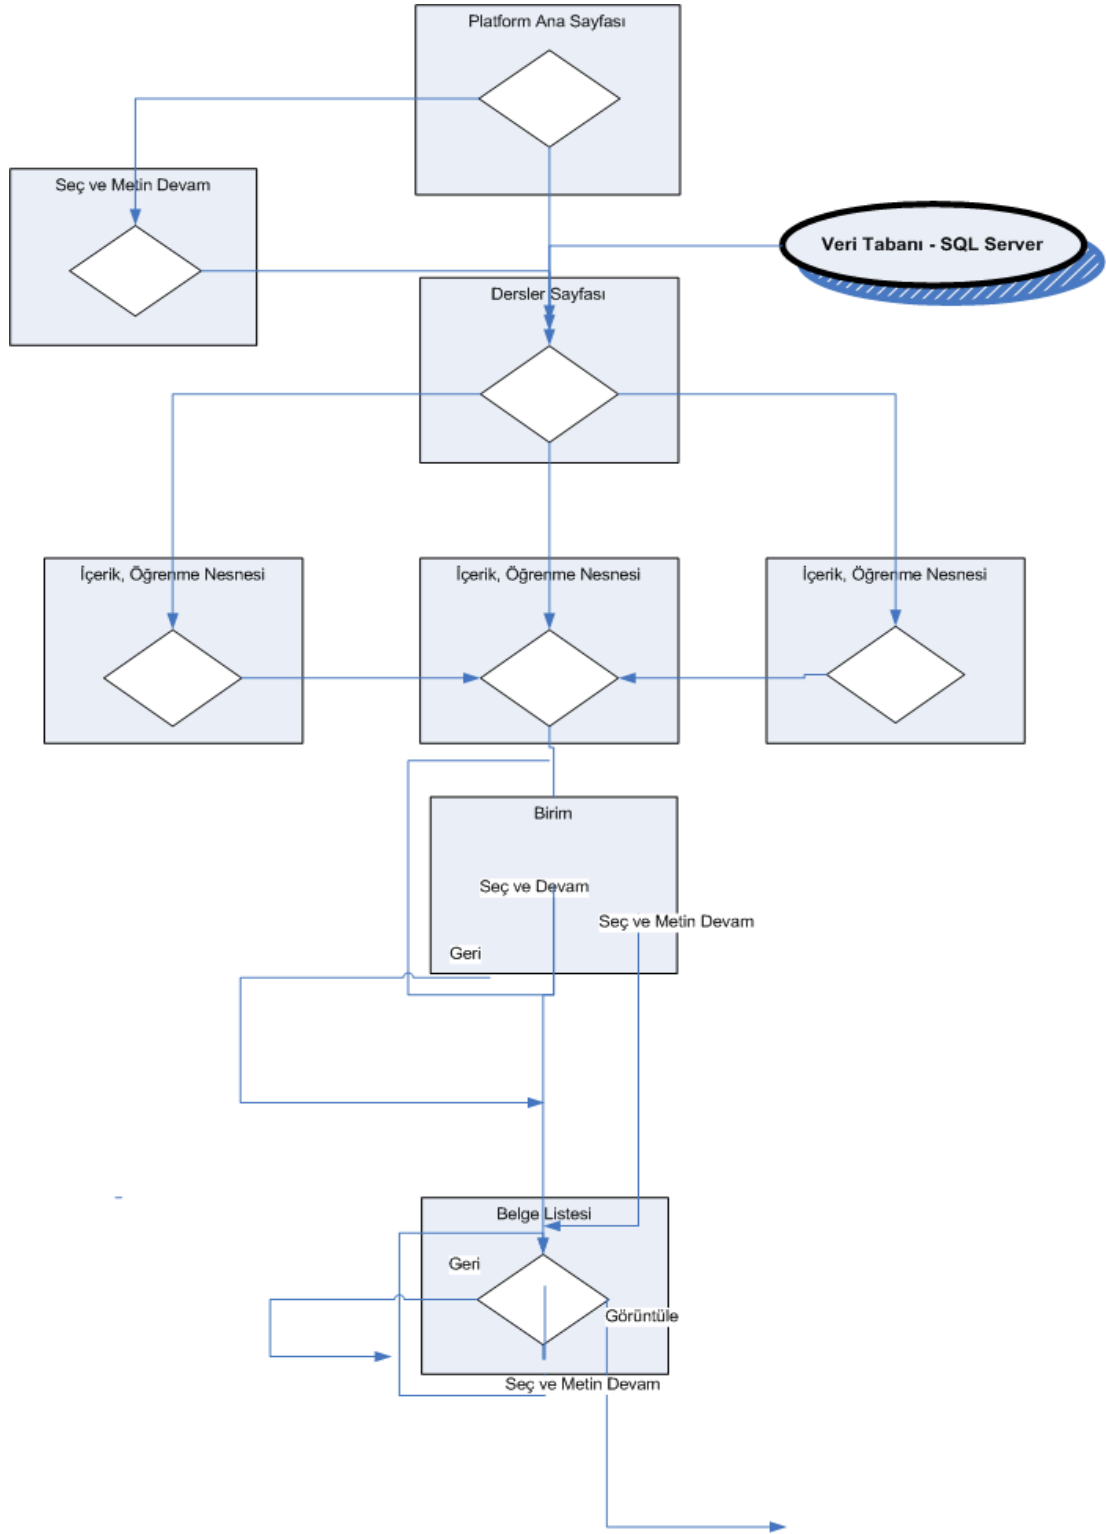 Platform Ana Sayfası
Seç ve Metin Devam
Veri Tabanı - SQL Server
Dersler Sayfası
İçerik, Öğrenme Nesnesi
İçerik, Öğrenme Nesnesi
İçerik, Öğrenme Nesnesi
Birim
Seç ve Devam
Seç ve Metin Devam
Geri
Belge Listesi
Geri
Görüntüle
Seç ve Metin Devam